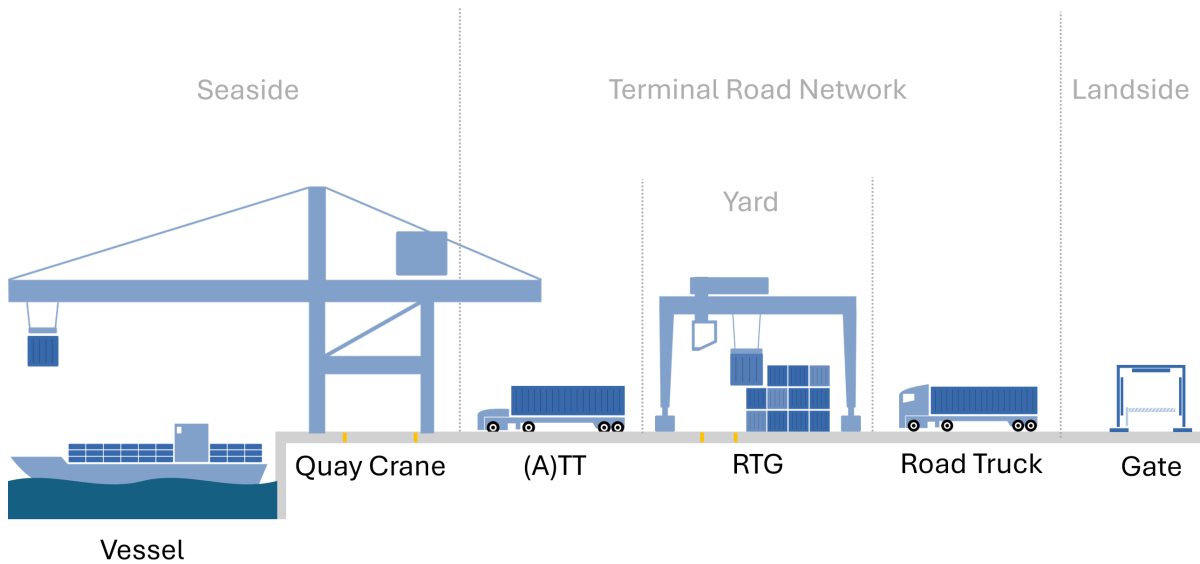 Seaside
Terminal Road Network
Landside
Yard
Quay Crane
(A)TT
RTG
Road Truck
Gate
Vessel